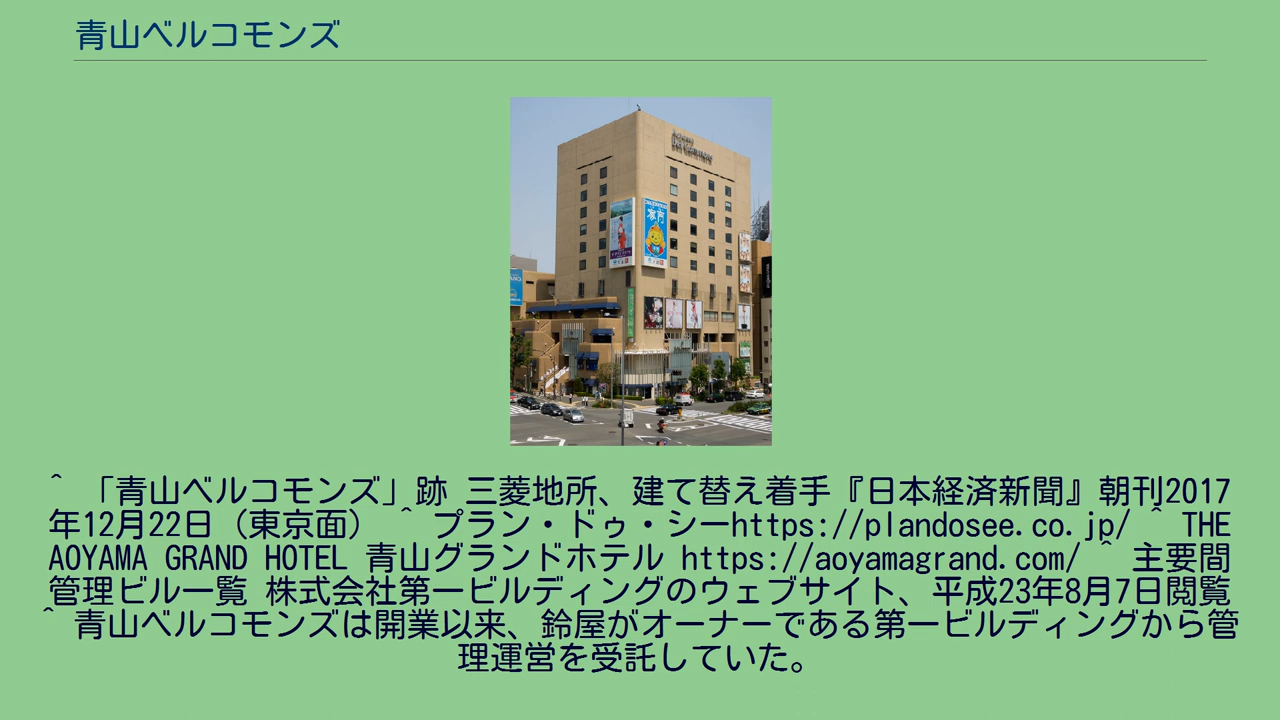 青山ベルコモンズ
^ 「青山ベルコモンズ」跡 三菱地所、建て替え着手『日本経済新聞』朝刊2017
年12月22日（東京面） ^ プラン・ドゥ・シーhttps://plandosee.co.jp/ ^ THE
AOYAMA GRAND HOTEL 青山グランドホテル https://aoyamagrand.com/ ^ 主要間
管理ビル一覧 株式会社第一ビルディングのウェブサイト、平成23年8月7日閲覧
^ 青山ベルコモンズは開業以来、鈴屋がオーナーである第一ビルディングから管
理運営を受託していた。